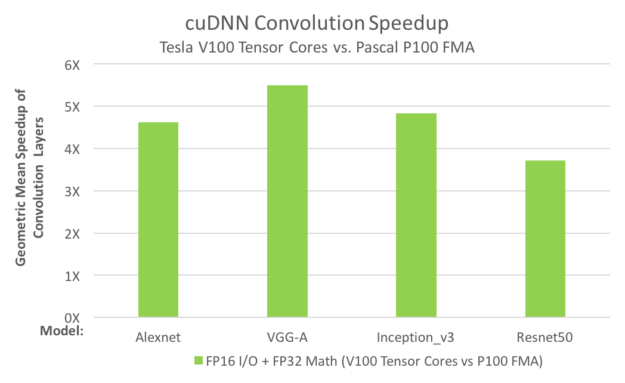 cuDNN Convolution Speedup
Tesla V100 Tensor Cores vs. Pascal P100 FMA
Geometric Mean Speedup of
Convolution Layers
6X
5X
4X
3X
2X
1X
0X
Model:
Alexnet
VGG-A
Inception_v3
Resnet50
FP16 I/O + FP32 Math (V100 Tensor Cores vs P100 FMA)